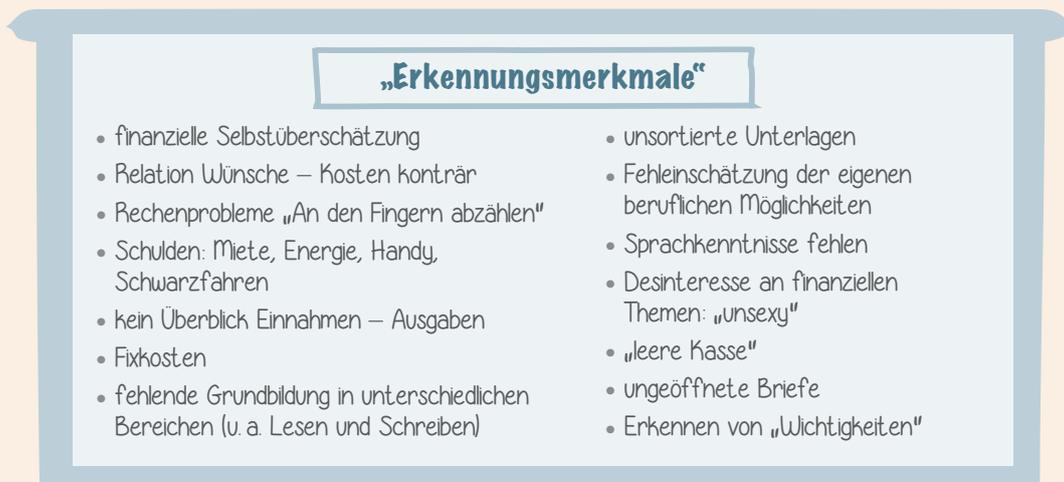 „Erkennungsmerkmale“
• finanzielle Selbstüberschätzung
• Relation Wünsche – Kosten konträr
• Rechenprobleme „An den Fingern abzählen“
• Schulden: Miete, Energie, Handy,
Schwarzfahren
• kein Überblick Einnahmen – Ausgaben
• Fixkosten
• fehlende Grundbildung in unterschiedlichen
Bereichen (u. a. Lesen und Schreiben)
• unsortierte Unterlagen
• Fehleinschätzung der eigenen
beruflichen Möglichkeiten
• Sprachkenntnisse fehlen
• Desinteresse an finanziellen
Themen: „unsexy“
• „leere Kasse“
• ungeöffnete Briefe
• Erkennen von „Wichtigkeiten“